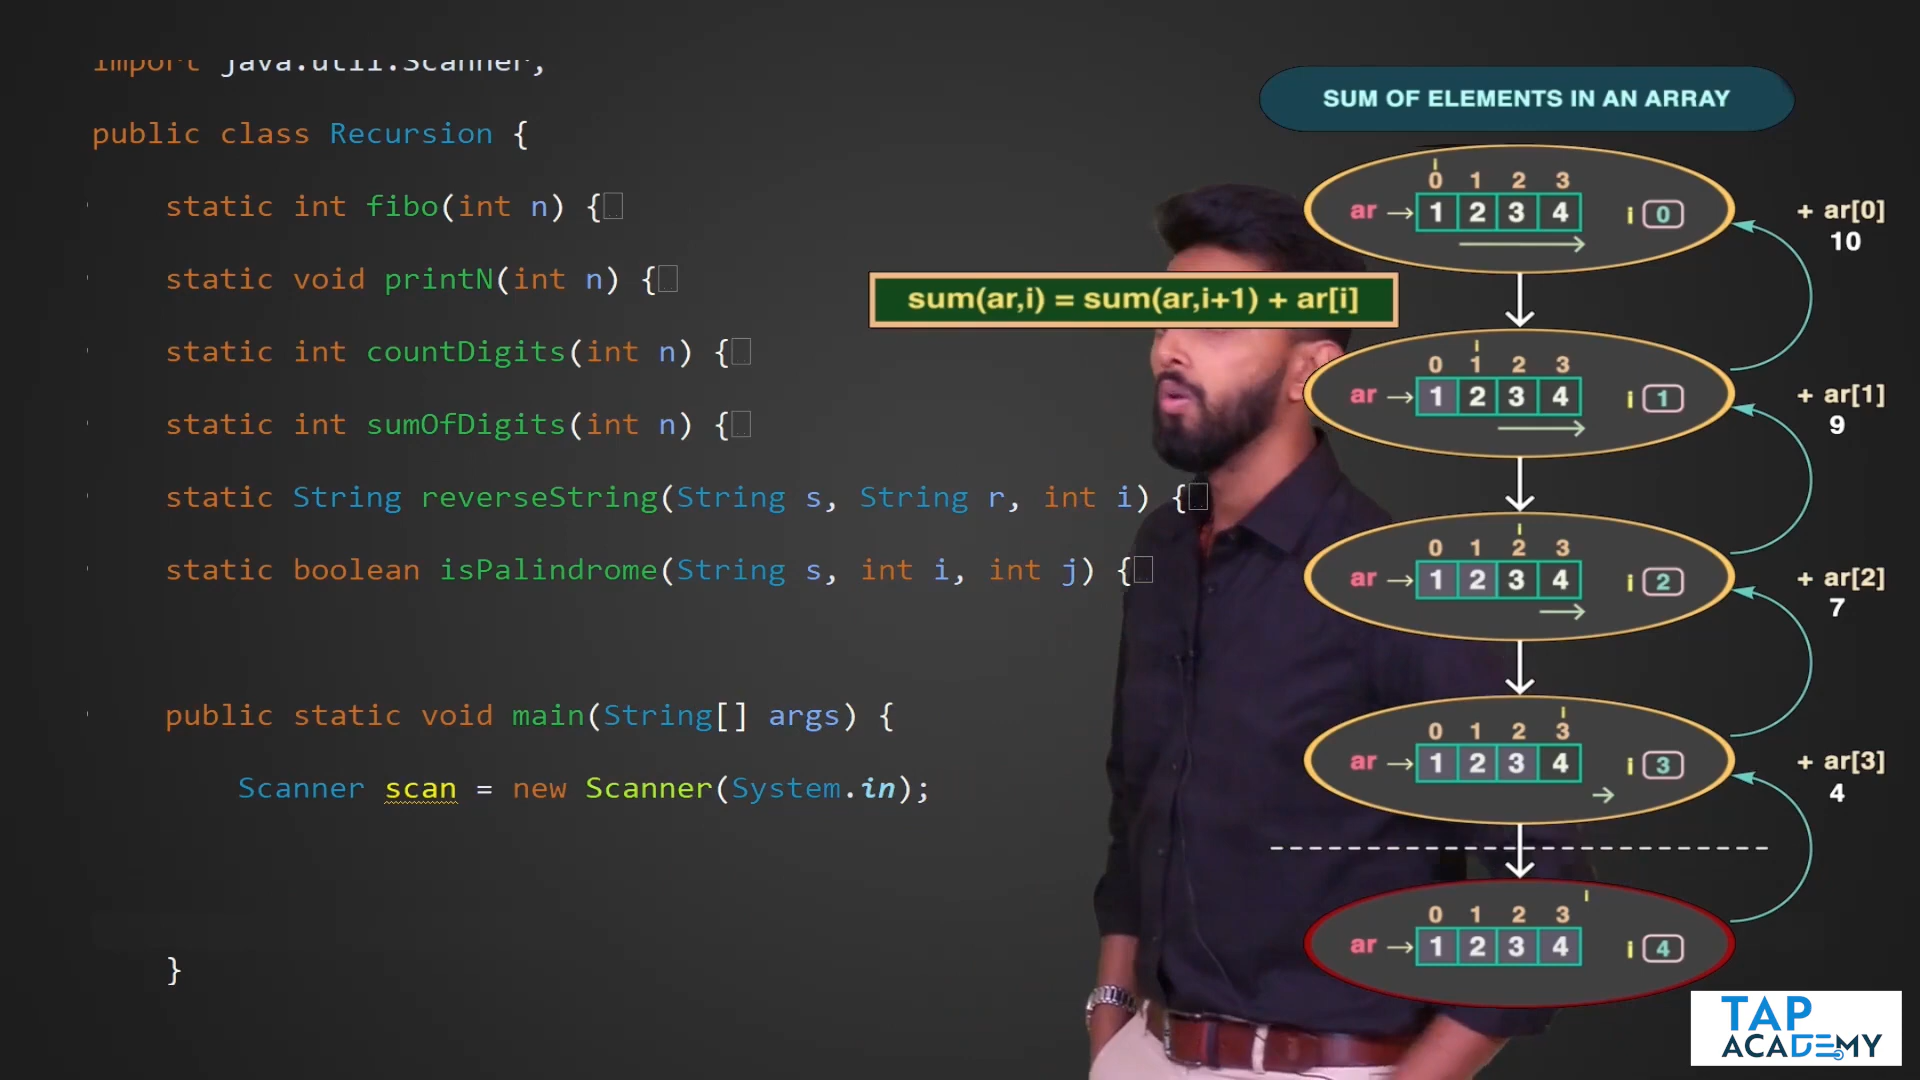 import java.util.Scanner;
public class Recursion {
static int fibo(int n) {
static void printN(int n) {
static int countDigits(int n) {
static int sumOfDigits(int n) {
static String reverseString(String s, String r, int i) {
static boolean isPalindrome(String s, int i, int j) {
public static void main(String[] args) {
Scanner scan = new Scanner(System.in);
}
sum(ar,i) = sum(ar,i+1) + ar[i]
SUM OF ELEMENTS IN AN ARRAY
i
0 1 2 3
ar → 1 2 3 4 i 0
+ ar[0]
10
i
0 1 2 3
ar → 1 2 3 4 i 1
+ ar[1]
9
i
0 1 2 3
ar → 1 2 3 4 i 2
+ ar[2]
7
i
0 1 2 3
ar → 1 2 3 4 i 3
+ ar[3]
4
i
0 1 2 3
ar → 1 2 3 4 i 4
TAP
ACADEMY